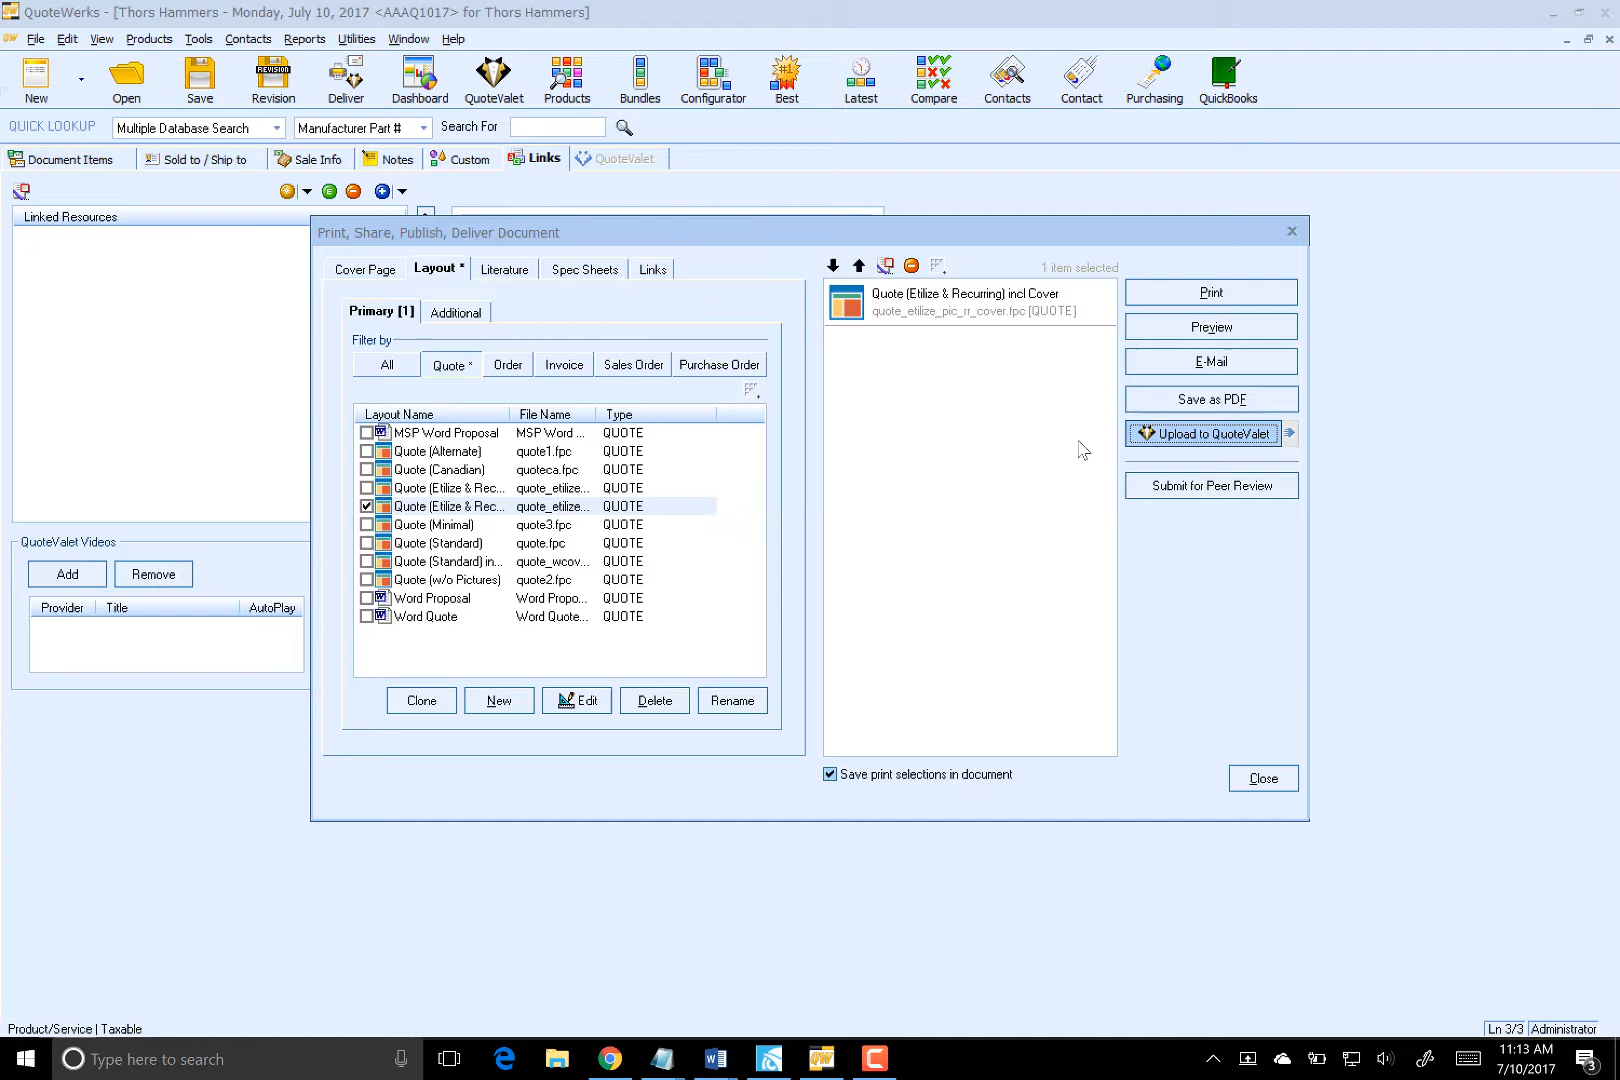 QuoteWerks - [Thors Hammers - Monday, July 10, 2017 <AAAQ1017> for Thors Hammers]
File Edit View Products Tools Contacts Reports Utilities Window Help
New Open Save Revision Deliver Dashboard QuoteValet Products Bundles Configurator Best Latest Compare Contacts Contact Purchasing QuickBooks
QUICK LOOKUP Multiple Database Search Manufacturer Part # Search For
Document Items Sold to / Ship to Sale Info Notes Custom Links QuoteValet
Linked Resources
QuoteValet Videos
Add Remove
Provider Title AutoPlay
Print, Share, Publish, Deliver Document
Cover Page Layout * Literature Spec Sheets Links
Primary [1] Additional
Filter by
All Quote * Order Invoice Sales Order Purchase Order
Layout Name File Name Type
MSP Word Proposal MSP Word ... QUOTE
Quote (Alternate) quote1.fpc QUOTE
Quote (Canadian) quoteca.fpc QUOTE
Quote (Etilize & Rec... quote_etilize... QUOTE
Quote (Etilize & Rec... quote_etilize... QUOTE
Quote (Minimal) quote3.fpc QUOTE
Quote (Standard) quote.fpc QUOTE
Quote (Standard) in... quote_wcov... QUOTE
Quote (w/o Pictures) quote2.fpc QUOTE
Word Proposal Word Propo... QUOTE
Word Quote Word Quote... QUOTE
Clone New Edit Delete Rename
1 item selected
Quote (Etilize & Recurring) incl Cover
quote_etilize_pic_rr_cover.fpc [QUOTE]
Save print selections in document
Print
Preview
E-Mail
Save as PDF
Upload to QuoteValet
Submit for Peer Review
Close
Product/Service | Taxable Ln 3/3 Administrator
Type here to search
11:13 AM
7/10/2017
3